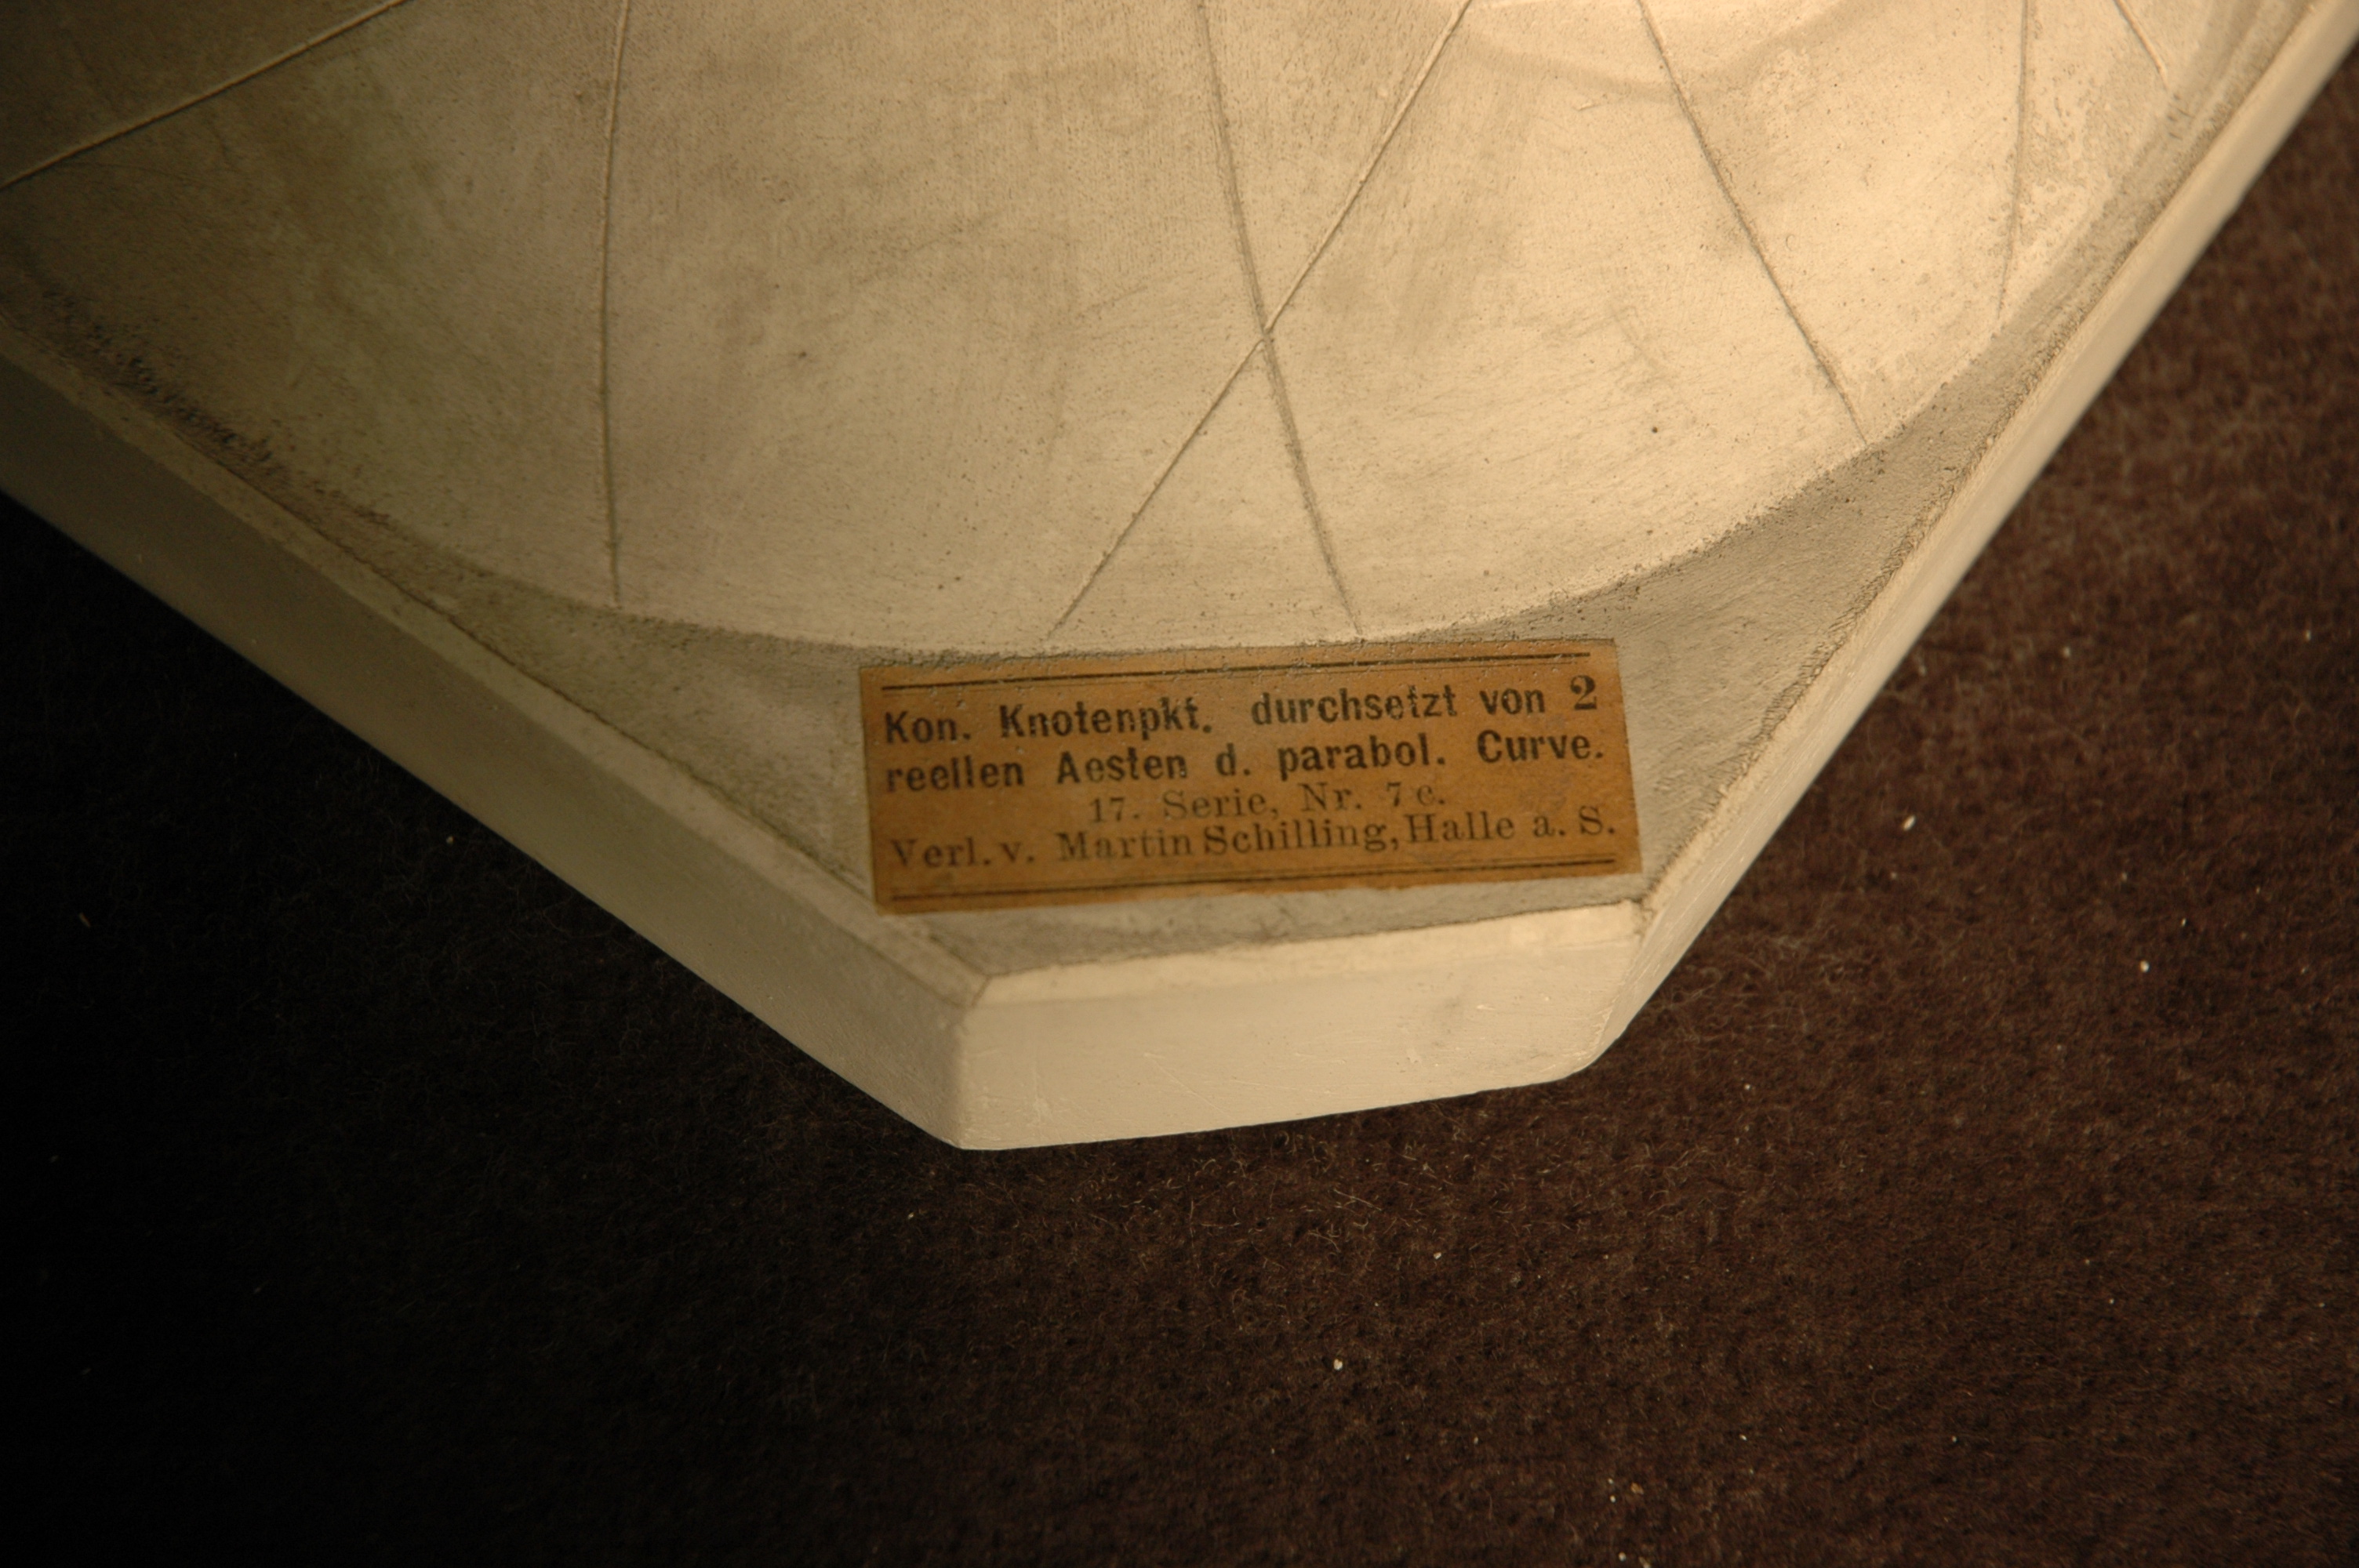 Kon. Knotenpkt. durchsetzt von 2
reellen Aesten d. parabol. Curve.
17. Serie, Nr. 7 c.
Verl. v. Martin Schilling, Halle a. S.